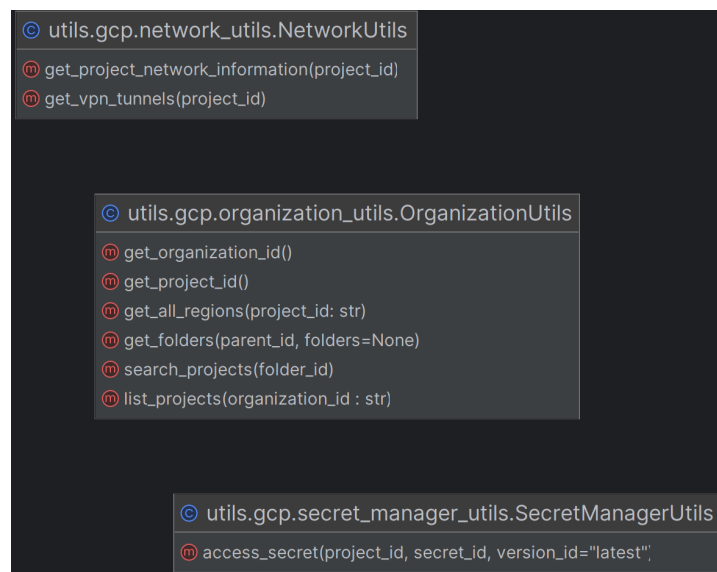 utils.gcp.network_utils.NetworkUtils
get_project_network_information(project_id)
get_vpn_tunnels(project_id)
utils.gcp.organization_utils.OrganizationUtils
get_organization_id()
get_project_id()
get_all_regions(project_id: str)
get_folders(parent_id, folders=None)
search_projects(folder_id)
list_projects(organization_id : str)
utils.gcp.secret_manager_utils.SecretManagerUtils
access_secret(project_id, secret_id, version_id="latest")